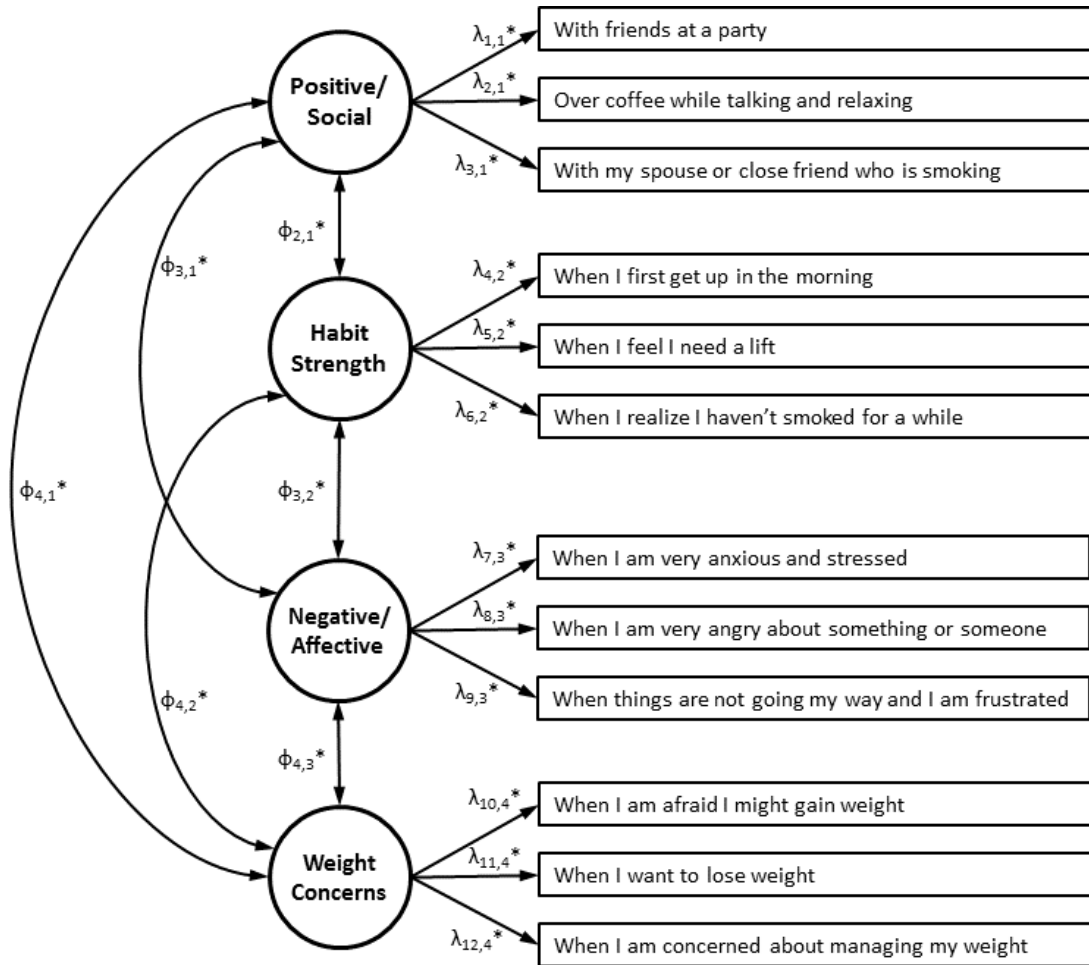 λ1,1*
With friends at a party
Positive/
Social
λ2,1*
Over coffee while talking and relaxing
λ3,1*
With my spouse or close friend who is smoking
ϕ2,1*
ϕ3,1*
λ4,2*
When I first get up in the morning
Habit
Strength
λ5,2*
When I feel I need a lift
λ6,2*
When I realize I haven’t smoked for a while
ϕ4,1*
ϕ3,2*
λ7,3*
When I am very anxious and stressed
Negative/
Affective
λ8,3*
When I am very angry about something or someone
λ9,3*
When things are not going my way and I am frustrated
ϕ4,2*
ϕ4,3*
λ10,4*
When I am afraid I might gain weight
Weight
Concerns
λ11,4*
When I want to lose weight
λ12,4*
When I am concerned about managing my weight